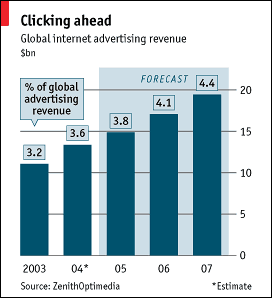 Clicking ahead
Global internet advertising revenue
$bn
FORECAST
% of global
advertising
revenue
3.2
3.6
3.8
4.1
4.4
20
15
10
5
0
2003 04* 05 06 07
Source: ZenithOptimedia *Estimate